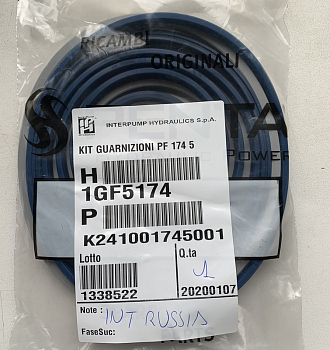 RICAMBI
ORIGINALI
INTERPUMP HYDRAULICS S.p.A.
KIT GUARNIZIONI PF 174 5
H
1GF5174
P
K241001745001
Lotto
Q.ta
1
1338522
20200107
Note :
INT RUSSIA
FaseSuc:
PARTS